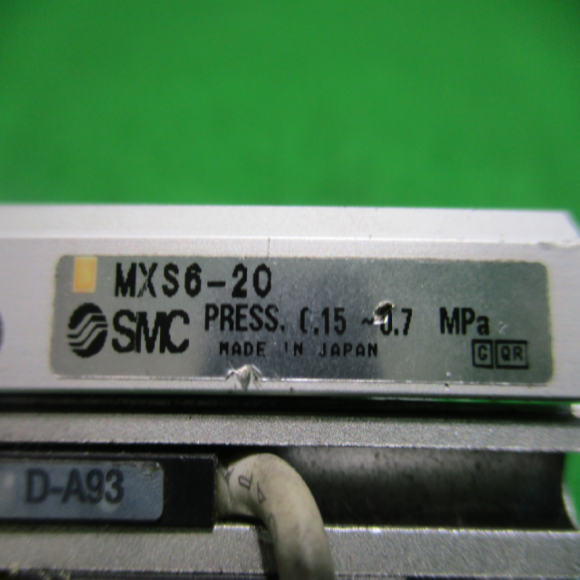 MXS6-20
SMC PRESS. 0.15 ~0.7 MPa
MADE IN JAPAN
C QR
D-A93